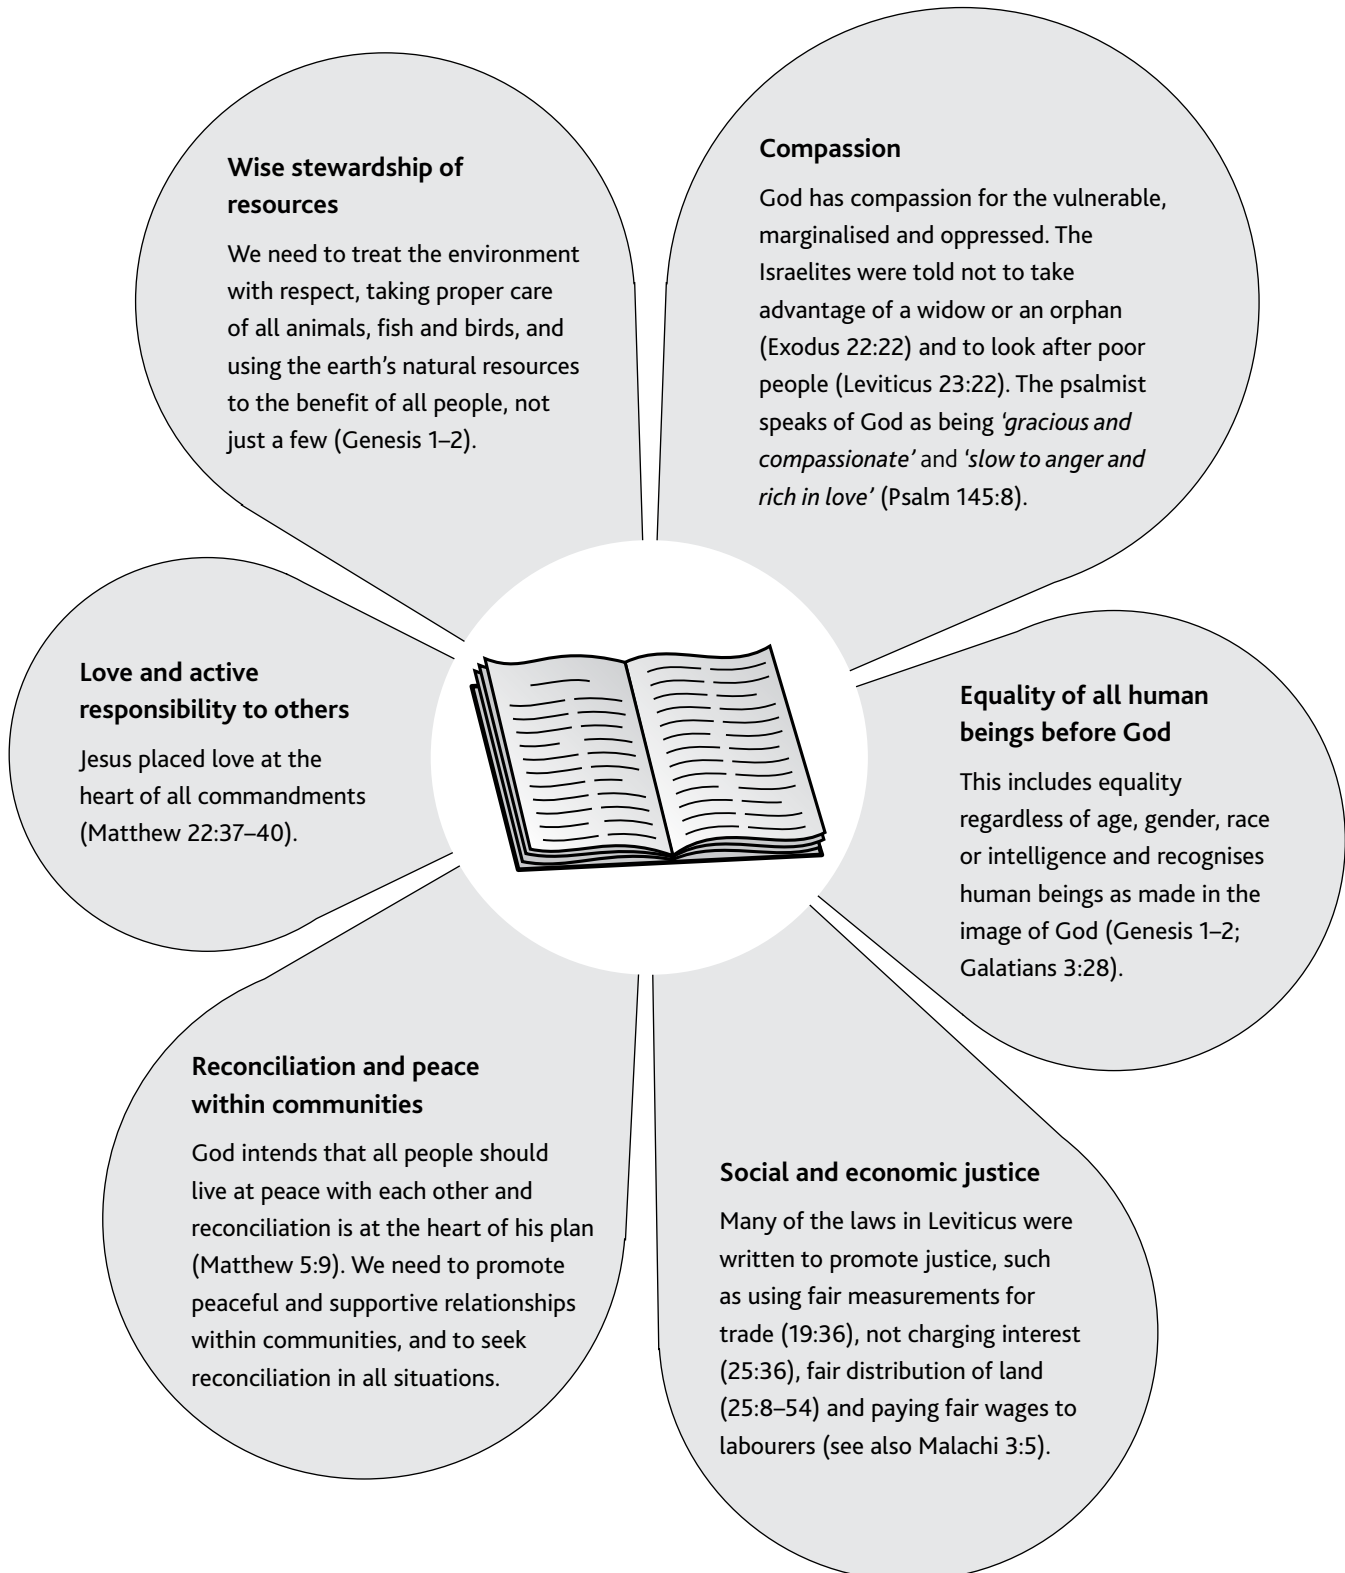 Wise stewardship of
resources
We need to treat the environment
with respect, taking proper care
of all animals, fish and birds, and
using the earth’s natural resources
to the benefit of all people, not
just a few (Genesis 1–2).
Compassion
God has compassion for the vulnerable,
marginalised and oppressed. The
Israelites were told not to take
advantage of a widow or an orphan
(Exodus 22:22) and to look after poor
people (Leviticus 23:22). The psalmist
speaks of God as being ‘gracious and
compassionate’ and ‘slow to anger and
rich in love’ (Psalm 145:8).
Love and active
responsibility to others
Jesus placed love at the
heart of all commandments
(Matthew 22:37–40).
Equality of all human
beings before God
This includes equality
regardless of age, gender, race
or intelligence and recognises
human beings as made in the
image of God (Genesis 1–2;
Galatians 3:28).
Reconciliation and peace
within communities
God intends that all people should
live at peace with each other and
reconciliation is at the heart of his plan
(Matthew 5:9). We need to promote
peaceful and supportive relationships
within communities, and to seek
reconciliation in all situations.
Social and economic justice
Many of the laws in Leviticus were
written to promote justice, such
as using fair measurements for
trade (19:36), not charging interest
(25:36), fair distribution of land
(25:8–54) and paying fair wages to
labourers (see also Malachi 3:5).